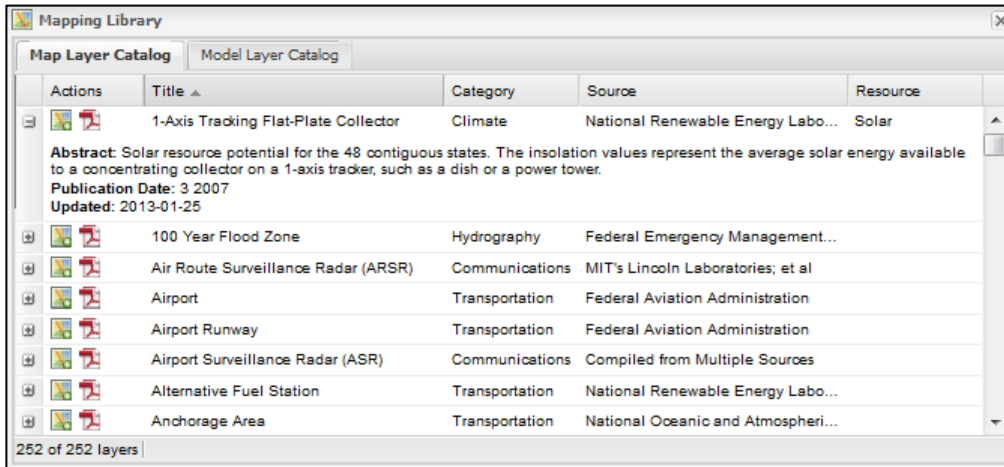 Mapping Library
Map Layer Catalog Model Layer Catalog
Actions Title Category Source Resource
1-Axis Tracking Flat-Plate Collector Climate National Renewable Energy Labo... Solar
Abstract: Solar resource potential for the 48 contiguous states. The insolation values represent the average solar energy available
to a concentrating collector on a 1-axis tracker, such as a dish or a power tower.
Publication Date: 3 2007
Updated: 2013-01-25
100 Year Flood Zone Hydrography Federal Emergency Management...
Air Route Surveillance Radar (ARSR) Communications MIT's Lincoln Laboratories; et al
Airport Transportation Federal Aviation Administration
Airport Runway Transportation Federal Aviation Administration
Airport Surveillance Radar (ASR) Communications Compiled from Multiple Sources
Alternative Fuel Station Transportation National Renewable Energy Labo...
Anchorage Area Transportation National Oceanic and Atmospheri...
252 of 252 layers